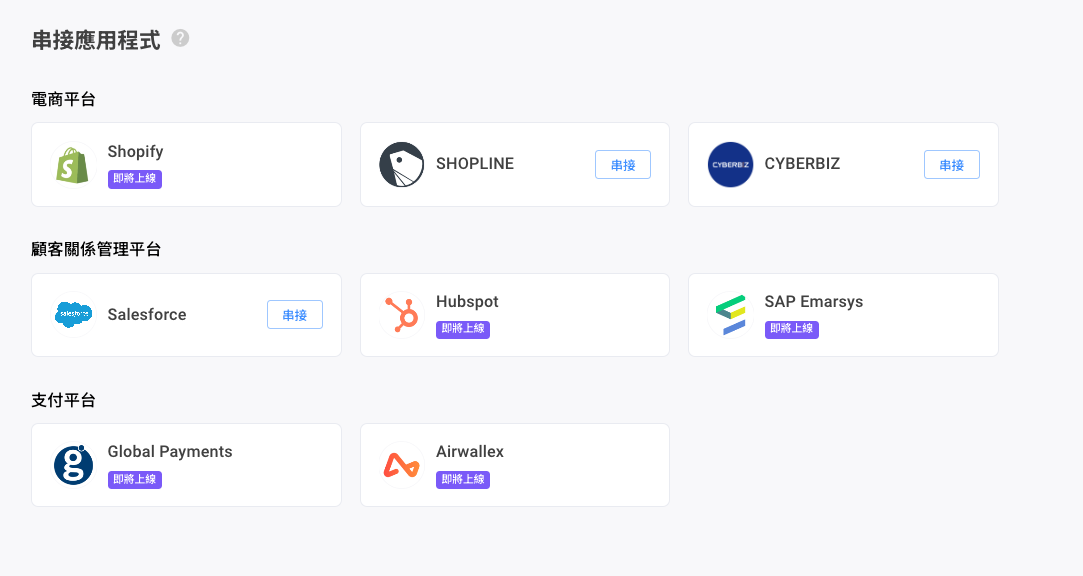 串接應用程式 ?
電商平台
Shopify
即將上線
SHOPLINE
串接
CYBERBIZ
CYBERBIZ
串接
顧客關係管理平台
salesforce
Salesforce
串接
Hubspot
即將上線
SAP Emarsys
即將上線
支付平台
g
Global Payments
即將上線
Airwallex
即將上線